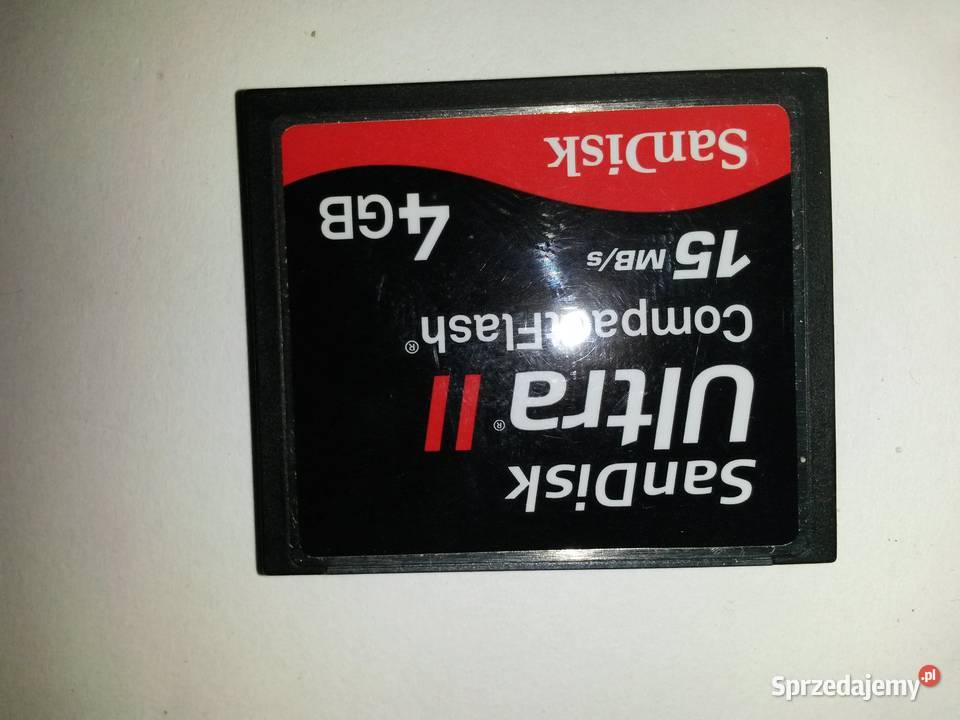 SanDisk
Ultra® II
CompactFlash®
15 MB/s
4GB
SanDisk
Sprzedajemy.pl